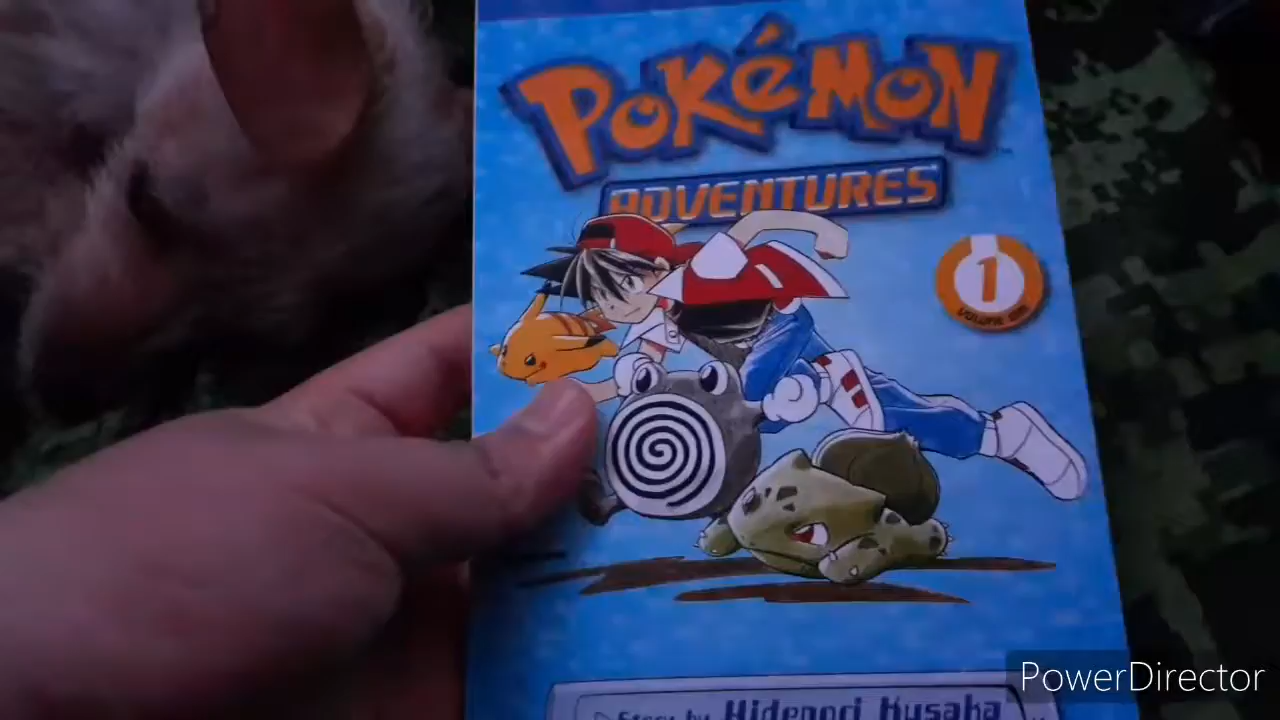 POKéMON
ADVENTURES
1
VOLUME ONE
Story by Hidenori Kusaka
PowerDirector